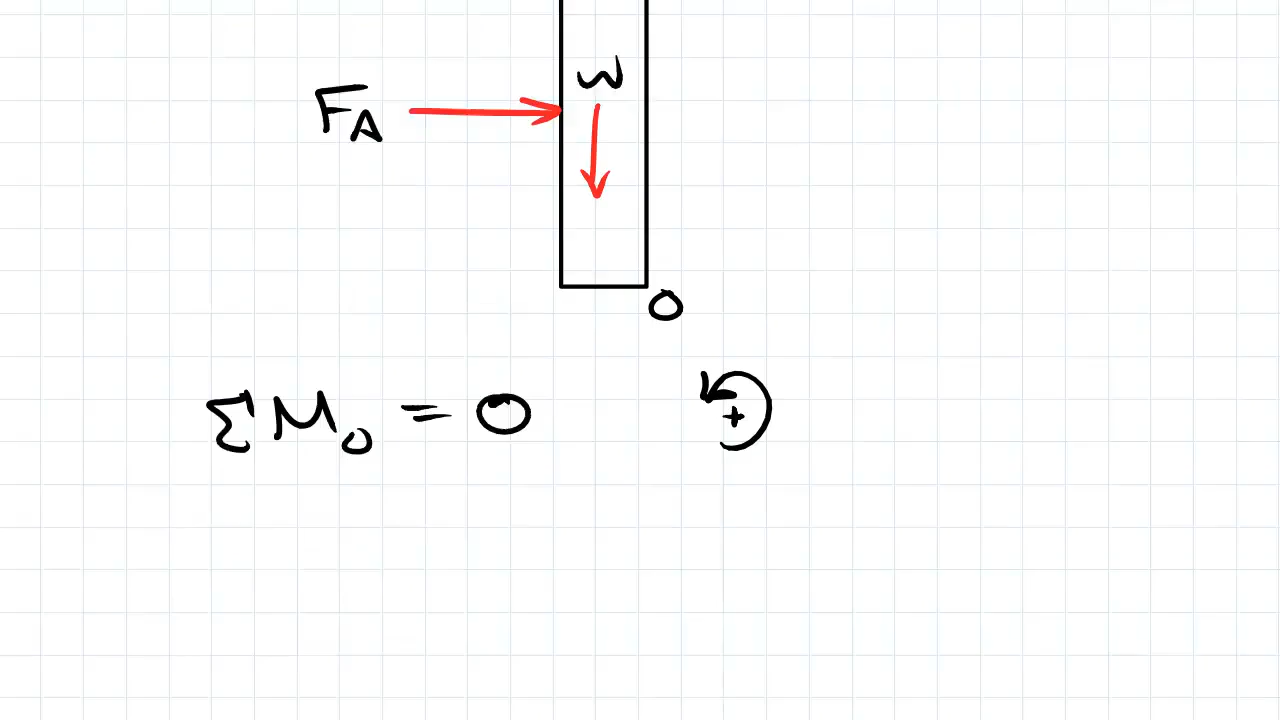 W
F_A
O
ΣM_O = 0 +